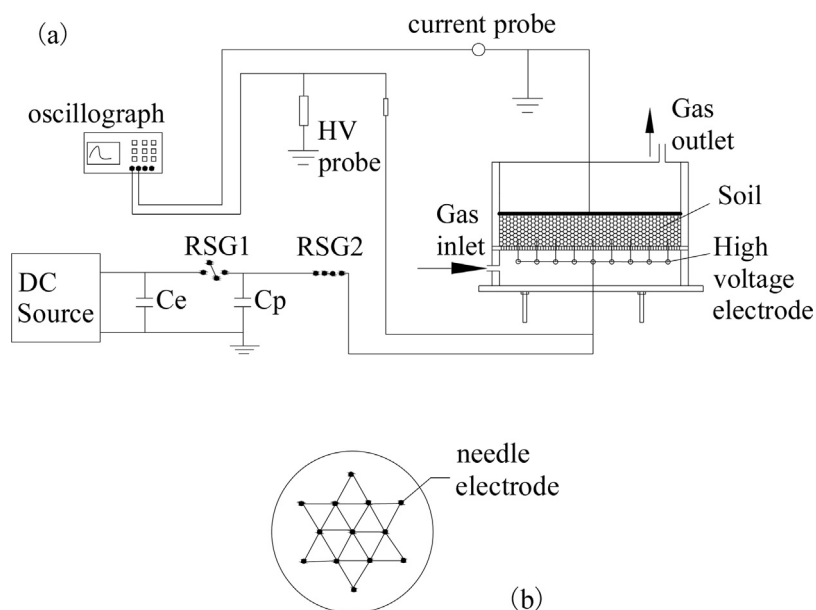 (a)
current probe
oscillograph
HV
probe
Gas
outlet
Soil
Gas
inlet
High
voltage
electrode
RSG1
RSG2
DC
Source
Ce
Cp
needle
electrode
(b)